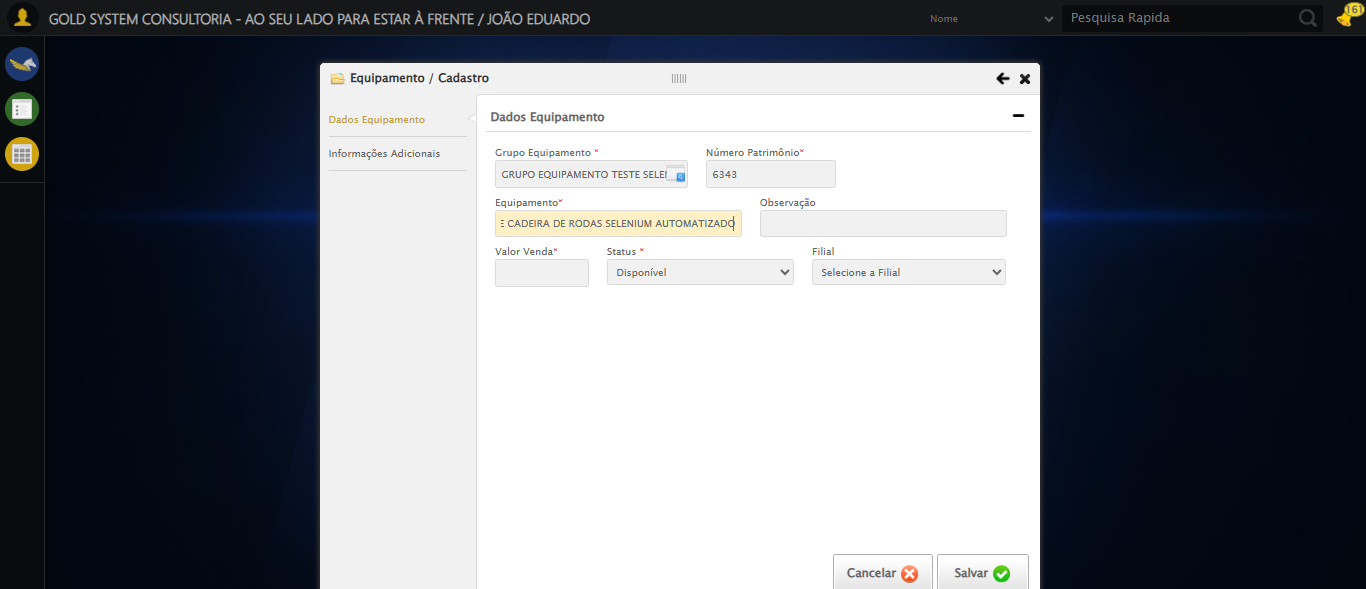 GOLD SYSTEM CONSULTORIA - AO SEU LADO PARA ESTAR À FRENTE / JOÃO EDUARDO
Nome
Pesquisa Rapida
161
Equipamento / Cadastro
Dados Equipamento
Informações Adicionais
Dados Equipamento
Grupo Equipamento * Número Patrimônio*
GRUPO EQUIPAMENTO TESTE 6343
Equipamento* Observação
E CADEIRA DE RODAS SELENIUM AUTOMATIZADO
Valor Venda* Status * Filial
Disponível Selecione a Filial
Cancelar Salvar